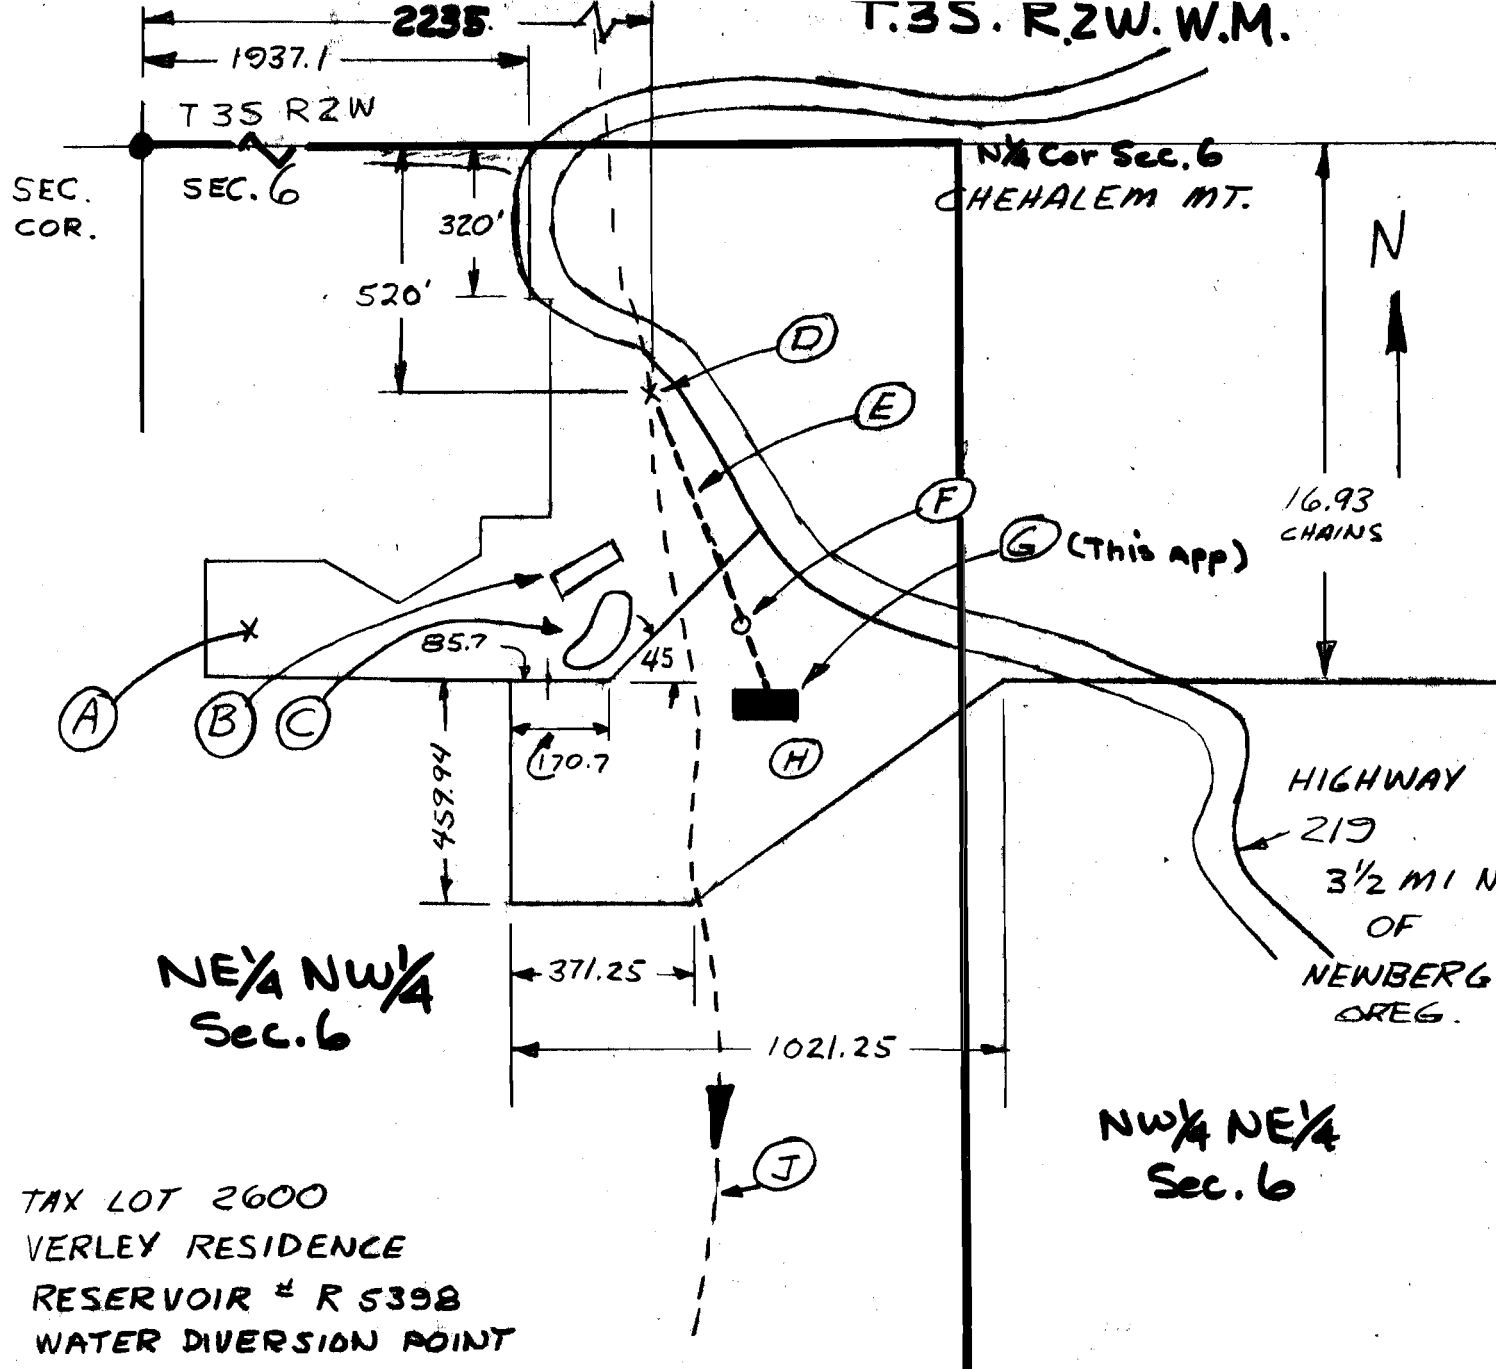 2235.
T.3S. R.2W. W.M.
1937.1
T3S R2W
SEC. COR.
SEC. 6
N¼ Cor Sec. 6
CHEHALEM MT.
320'
520'
N
D
E
F
G (This App)
16.93
CHAINS
85.7
45
A
B
C
170.7
H
459.94
HIGHWAY
219
3½ MI N
OF
NEWBERG
OREG.
NE¼ NW¼
Sec. 6
371.25
1021.25
NW¼ NE¼
Sec. 6
J
TAX LOT 2600
VERLEY RESIDENCE
RESERVOIR # R 5398
WATER DIVERSION POINT